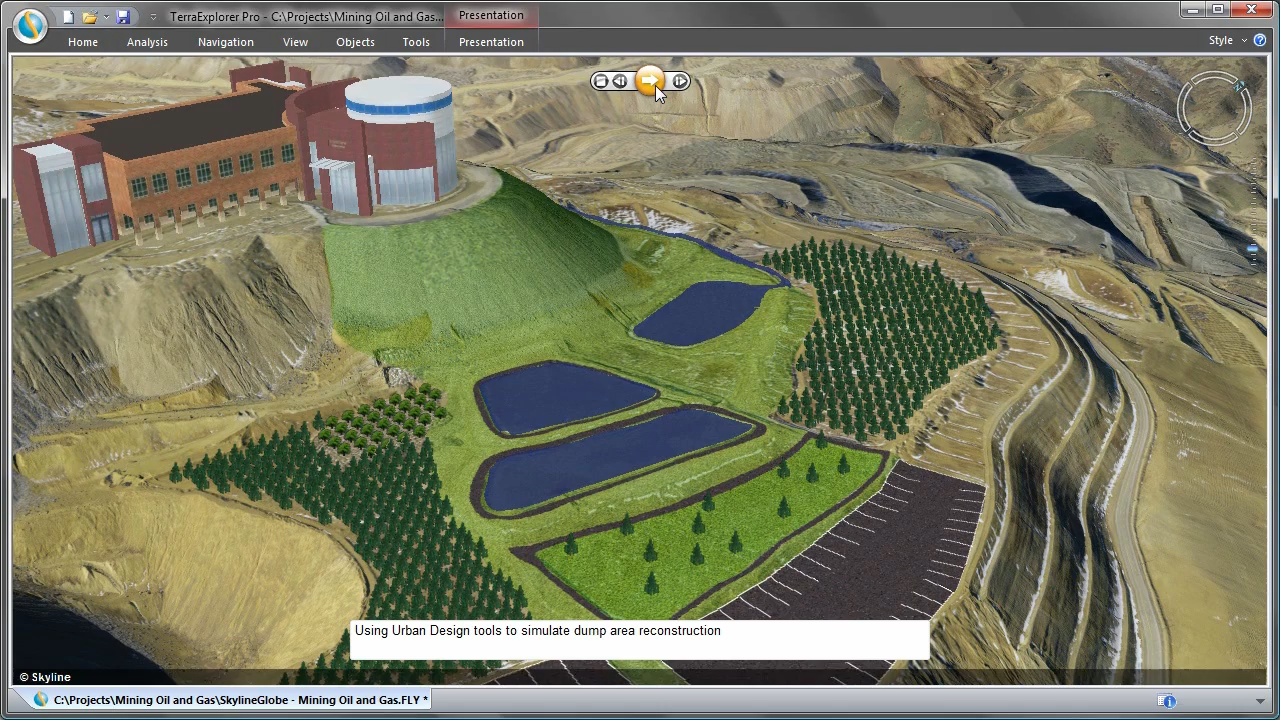 TerraExplorer Pro - C:\Projects\Mining Oil and Gas...
Presentation
Home
Analysis
Navigation
View
Objects
Tools
Presentation
Style
N
Using Urban Design tools to simulate dump area reconstruction
© Skyline
C:\Projects\Mining Oil and Gas\SkylineGlobe - Mining Oil and Gas.FLY *